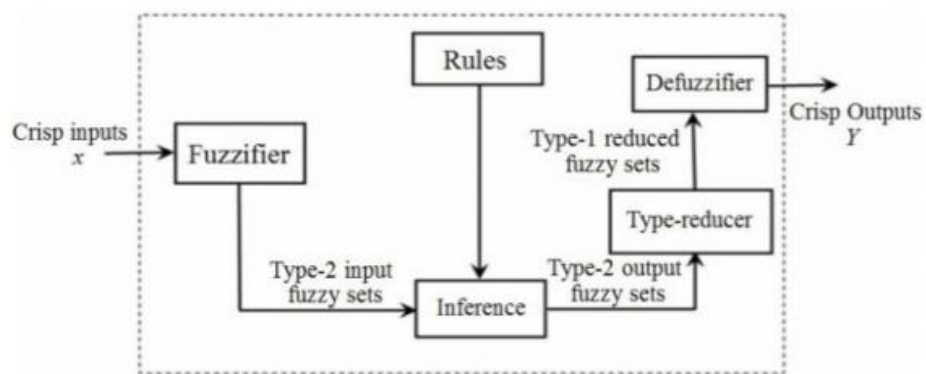 Rules
Defuzzifier
Crisp inputs
x
Fuzzifier
Type-1 reduced
fuzzy sets
Crisp Outputs
Y
Type-reducer
Type-2 input
fuzzy sets
Inference
Type-2 output
fuzzy sets